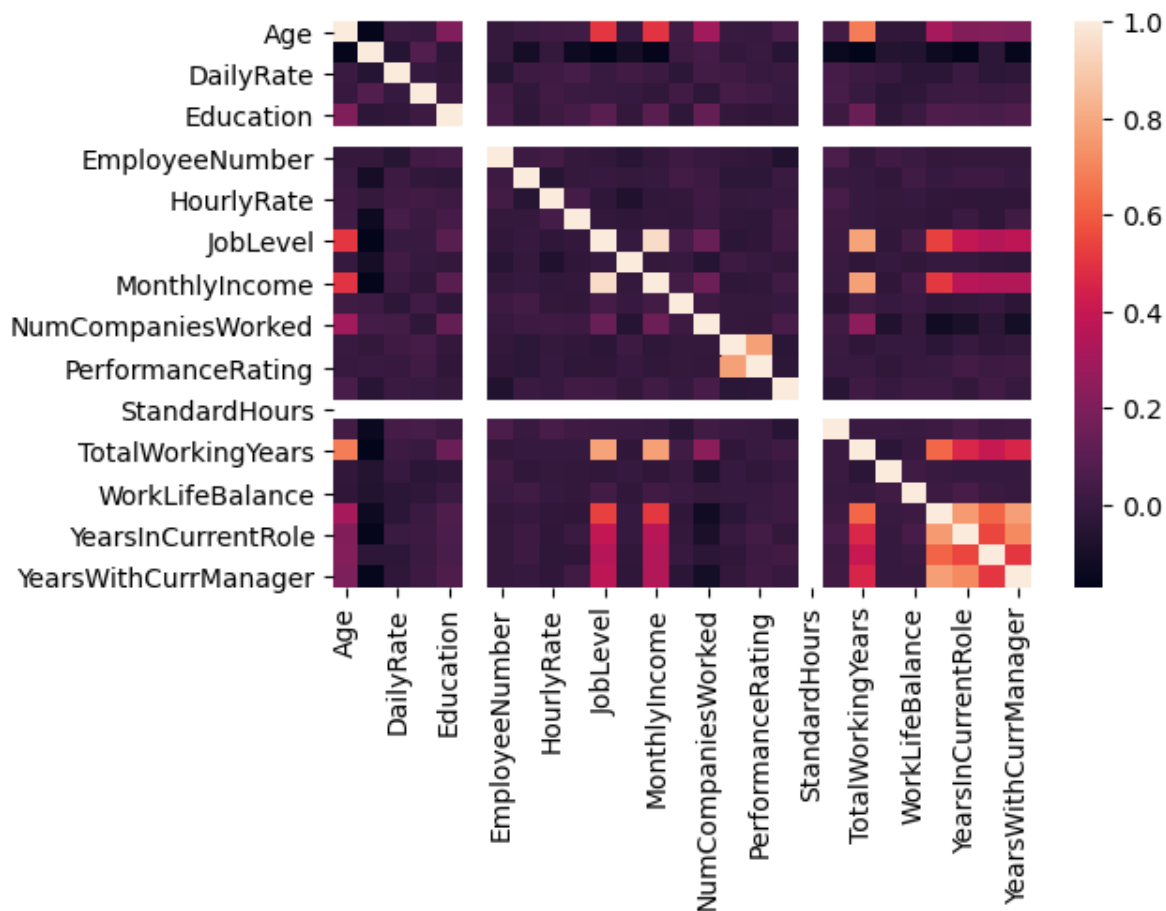 Age
DailyRate
Education
EmployeeNumber
HourlyRate
JobLevel
MonthlyIncome
NumCompaniesWorked
PerformanceRating
StandardHours
TotalWorkingYears
WorkLifeBalance
YearsInCurrentRole
YearsWithCurrManager
Age
DailyRate
Education
EmployeeNumber
HourlyRate
JobLevel
MonthlyIncome
NumCompaniesWorked
PerformanceRating
StandardHours
TotalWorkingYears
WorkLifeBalance
YearsInCurrentRole
YearsWithCurrManager
1.0
0.8
0.6
0.4
0.2
0.0